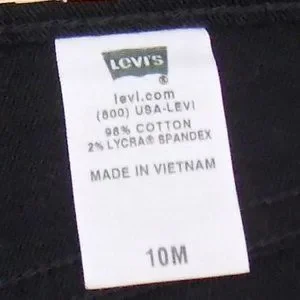 LEVI'S
®
levi.com
(800) USA-LEVI
98% COTTON
2% LYCRA® SPANDEX
MADE IN VIETNAM
10M